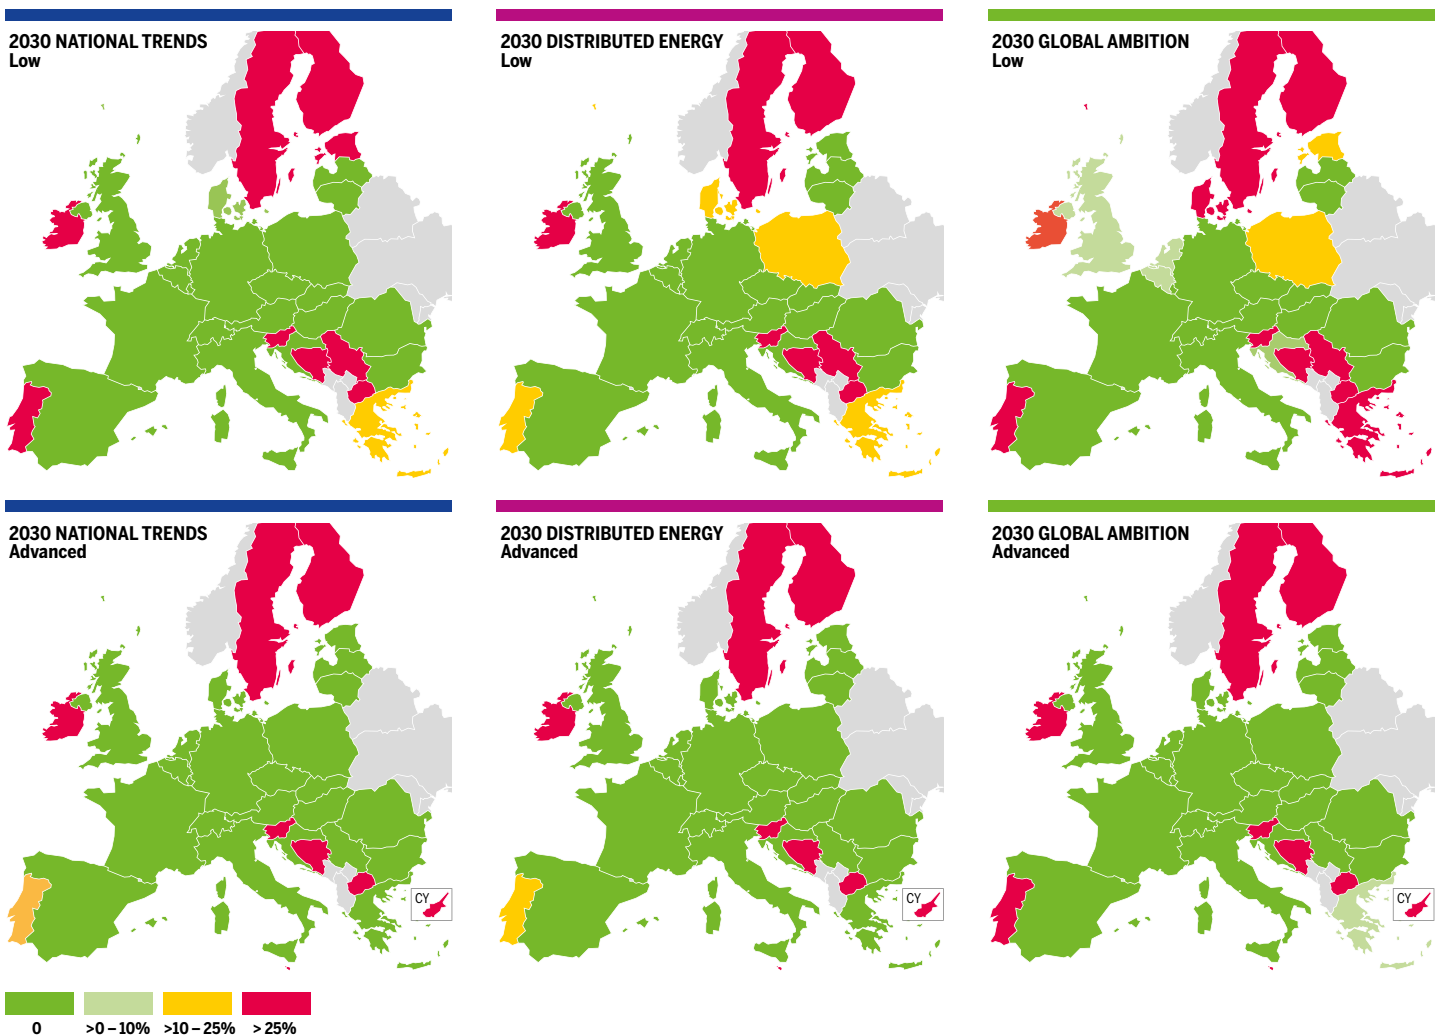 2030 NATIONAL TRENDS
Low
2030 DISTRIBUTED ENERGY
Low
2030 GLOBAL AMBITION
Low
2030 NATIONAL TRENDS
Advanced
CY
2030 DISTRIBUTED ENERGY
Advanced
CY
2030 GLOBAL AMBITION
Advanced
CY
0
>0 – 10%
>10 – 25%
> 25%